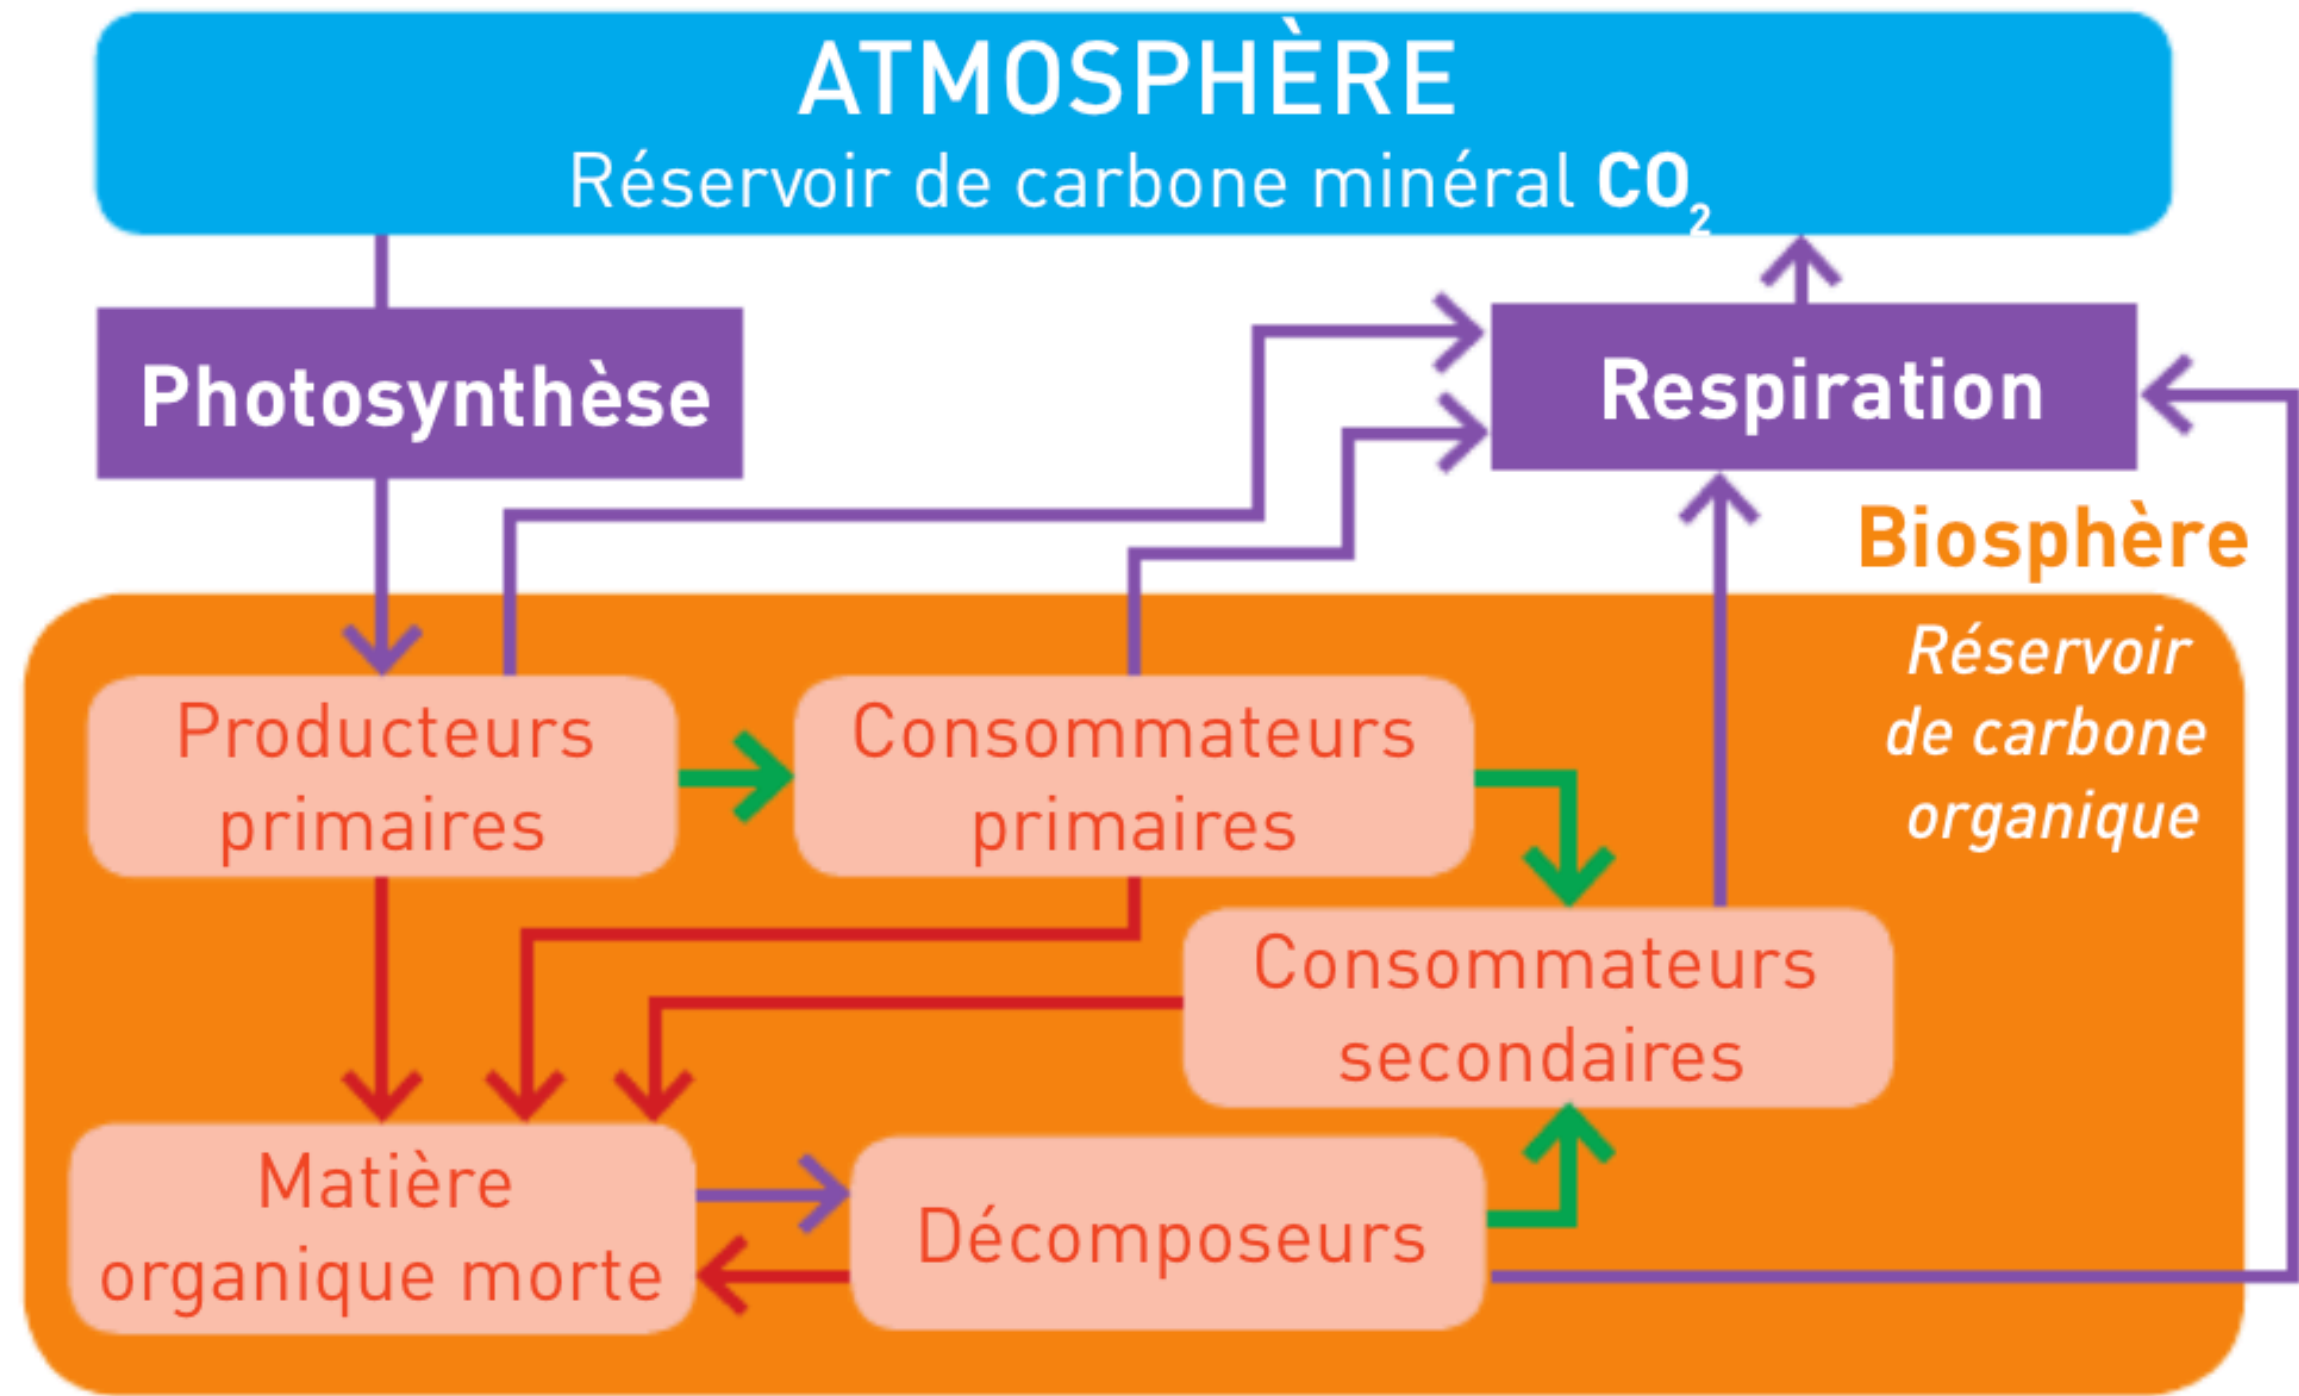 ATMOSPHÈRE
Réservoir de carbone minéral CO₂
Photosynthèse
Respiration
Biosphère
Réservoir
de carbone
organique
Producteurs
primaires
Consommateurs
primaires
Consommateurs
secondaires
Matière
organique morte
Décomposeurs